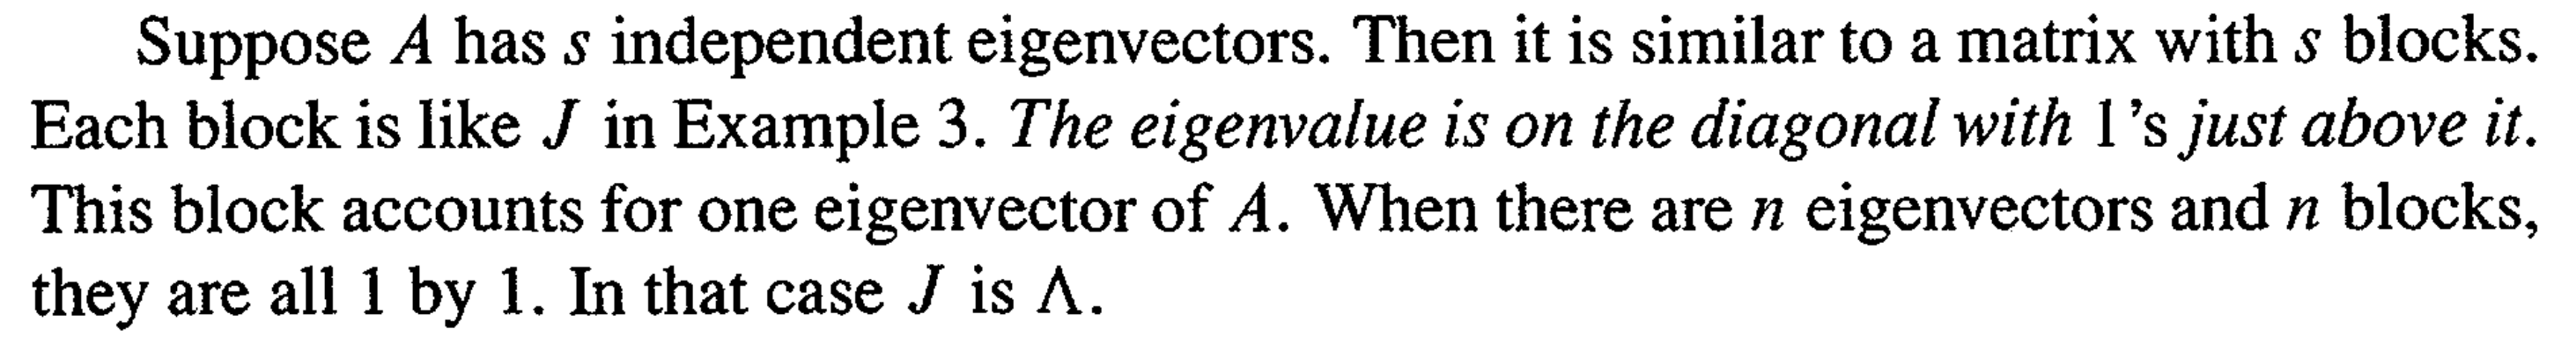 Suppose A has s independent eigenvectors. Then it is similar to a matrix with s blocks.
Each block is like J in Example 3. The eigenvalue is on the diagonal with 1's just above it.
This block accounts for one eigenvector of A. When there are n eigenvectors and n blocks,
they are all 1 by 1. In that case J is Λ.